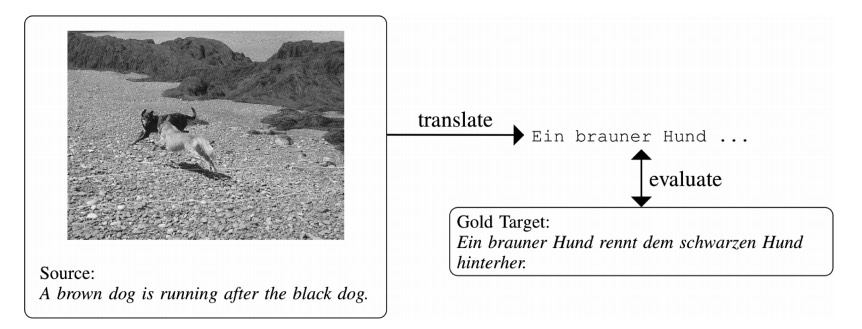 Source:
A brown dog is running after the black dog.
translate
Ein brauner Hund ...
evaluate
Gold Target:
Ein brauner Hund rennt dem schwarzen Hund
hinterher.